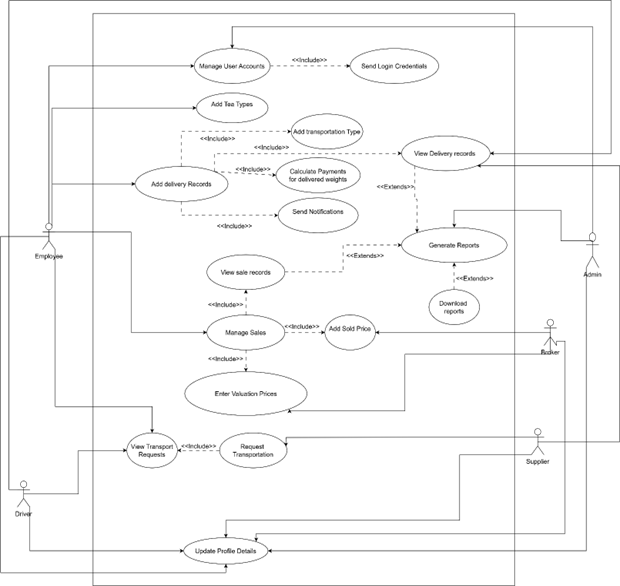 Manage User Accounts
<<Include>>
Send Login Credentials
Add Tea Types
Add transportation Type
<<Include>>
<<Include>>
View Delivery records
<<Include>>
Calculate Payments
for delivered weights
Add delivery Records
<<Extends>>
Send Notifications
<<Include>>
Employee
Generate Reports
<<Extends>>
View sale records
Admin
<<Extends>>
<<Include>>
Download
reports
Manage Sales
<<Include>>
Add Sold Price
Broker
<<Include>>
Enter Valuation Prices
View Transport
Requests
<<Include>>
Request
Transportation
Supplier
Driver
Update Profile Details